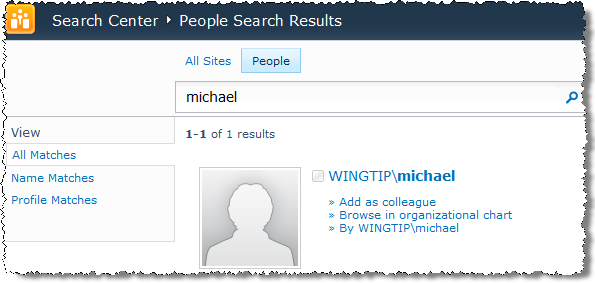 Search Center ▸ People Search Results
All Sites People
michael
View
1-1 of 1 results
All Matches
Name Matches
Profile Matches
WINGTIP\michael
» Add as colleague
» Browse in organizational chart
» By WINGTIP\michael